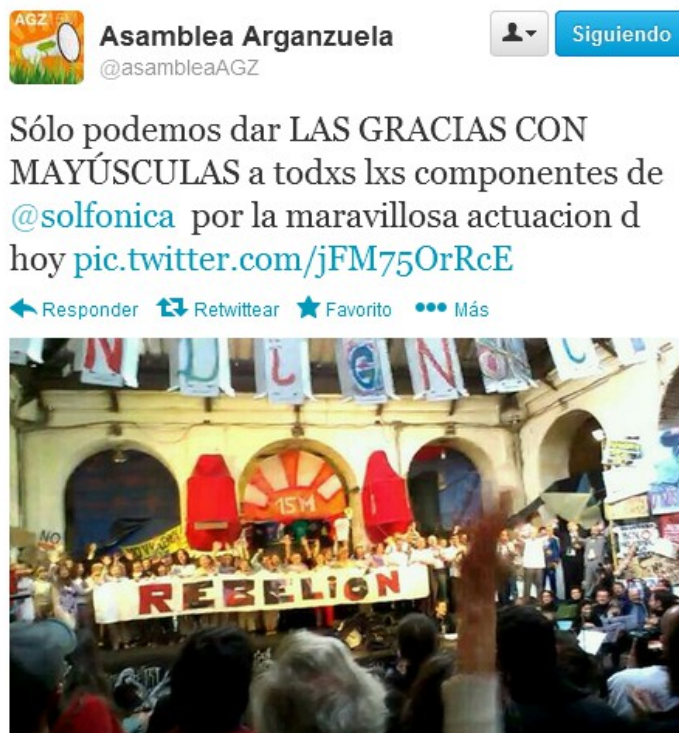 AGZ
Asamblea Arganzuela
@asambleaAGZ
Siguiendo
Sólo podemos dar LAS GRACIAS CON
MAYÚSCULAS a todxs lxs componentes de
@solfonica por la maravillosa actuacion d
hoy pic.twitter.com/jFM75OrRcE
Responder Retwittear Favorito Más
N D I G N
15M
NO
REBELION